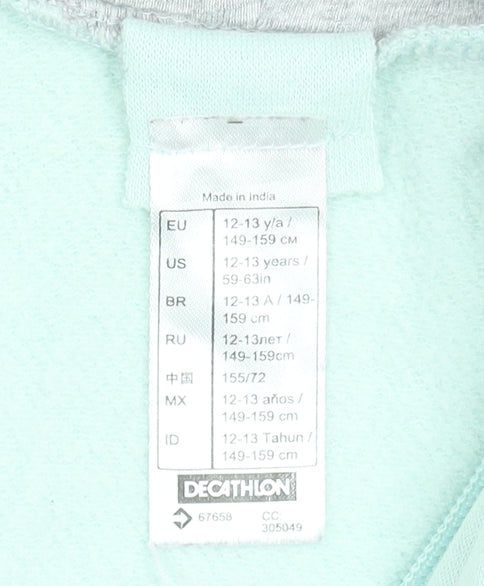 Made in India
EU 12-13 y/a /
149-159 см
US 12-13 years /
59-63in
BR 12-13 A / 149-
159 cm
RU 12-13лет /
149-159cm
中国 155/72
MX 12-13 años /
149-159 cm
ID 12-13 Tahun /
149-159 cm
DECATHLON
67658 CC:
305049